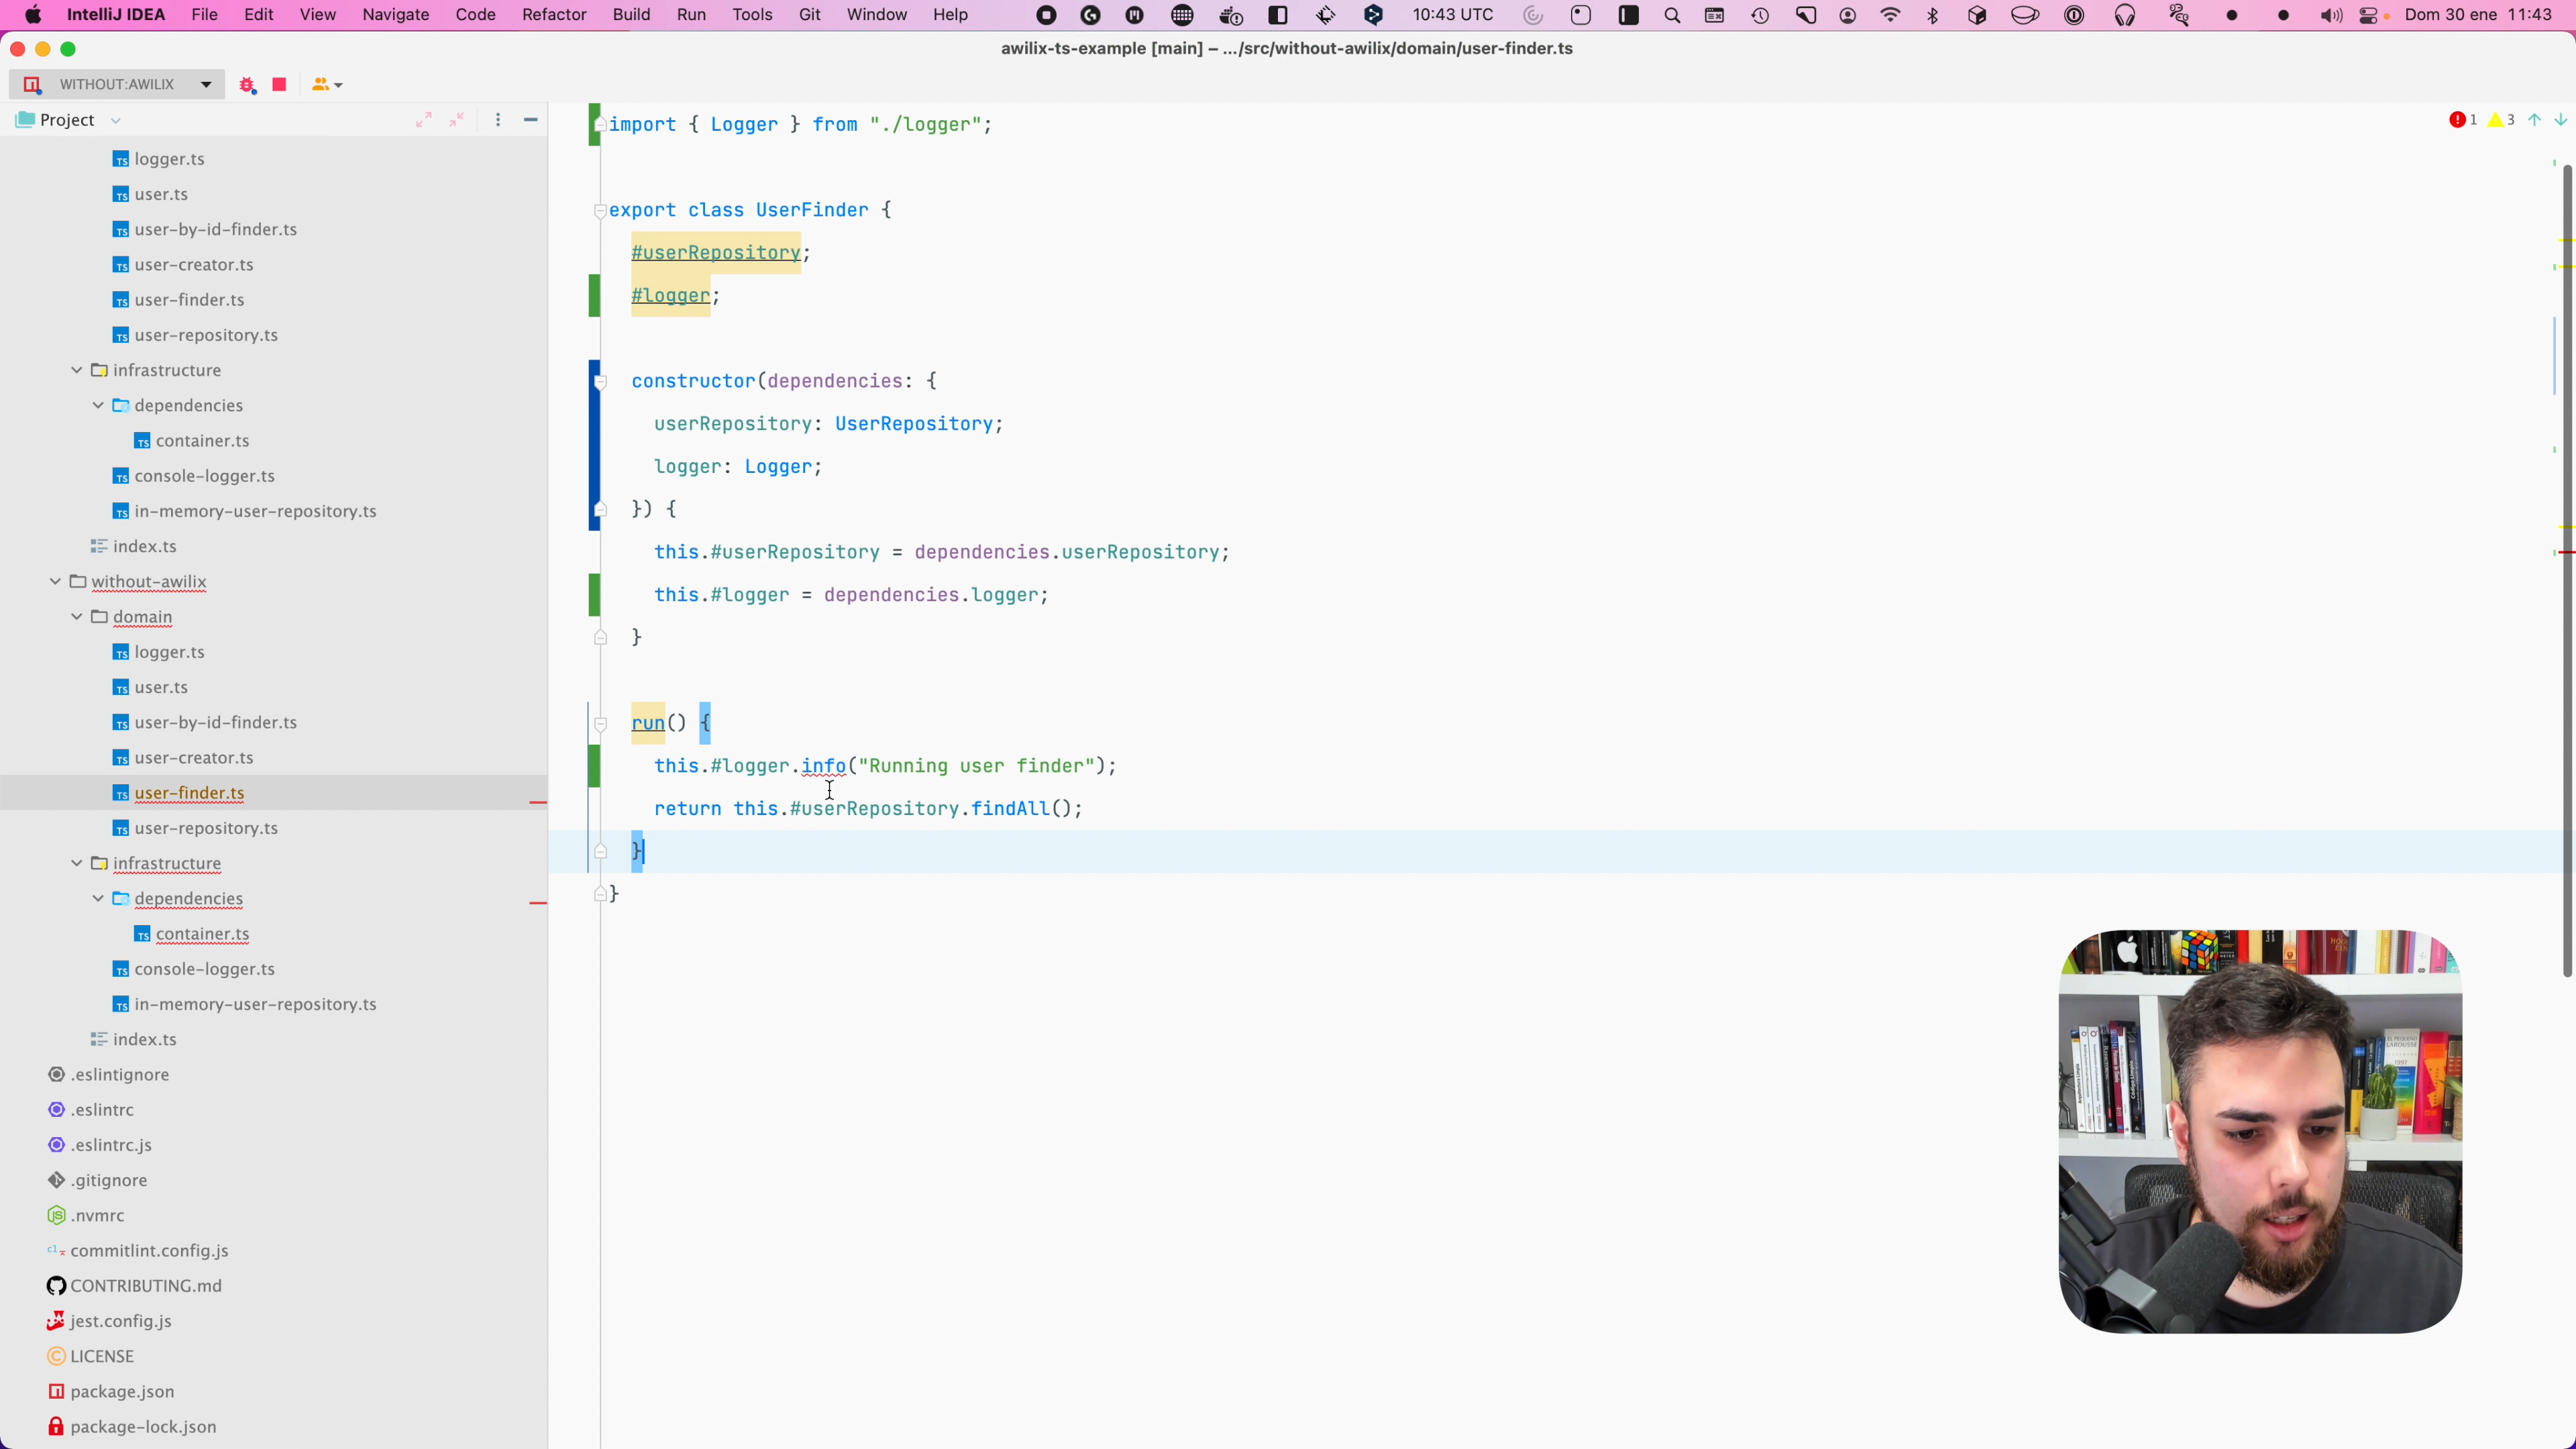 IntelliJ IDEA File Edit View Navigate Code Refactor Build Run Tools Git Window Help 10:43 UTC Dom 30 ene 11:43
awilix-ts-example [main] – .../src/without-awilix/domain/user-finder.ts
WITHOUT:AWILIX
Project
logger.ts
user.ts
user-by-id-finder.ts
user-creator.ts
user-finder.ts
user-repository.ts
infrastructure
dependencies
container.ts
console-logger.ts
in-memory-user-repository.ts
index.ts
without-awilix
domain
logger.ts
user.ts
user-by-id-finder.ts
user-creator.ts
user-finder.ts
user-repository.ts
infrastructure
dependencies
container.ts
console-logger.ts
in-memory-user-repository.ts
index.ts
.eslintignore
.eslintrc
.eslintrc.js
.gitignore
.nvmrc
commitlint.config.js
CONTRIBUTING.md
jest.config.js
LICENSE
package.json
package-lock.json
import { Logger } from "./logger";
export class UserFinder {
#userRepository;
#logger;
constructor(dependencies: {
userRepository: UserRepository;
logger: Logger;
}) {
this.#userRepository = dependencies.userRepository;
this.#logger = dependencies.logger;
}
run() {
this.#logger.info("Running user finder");
return this.#userRepository.findAll();
}
}
1 3